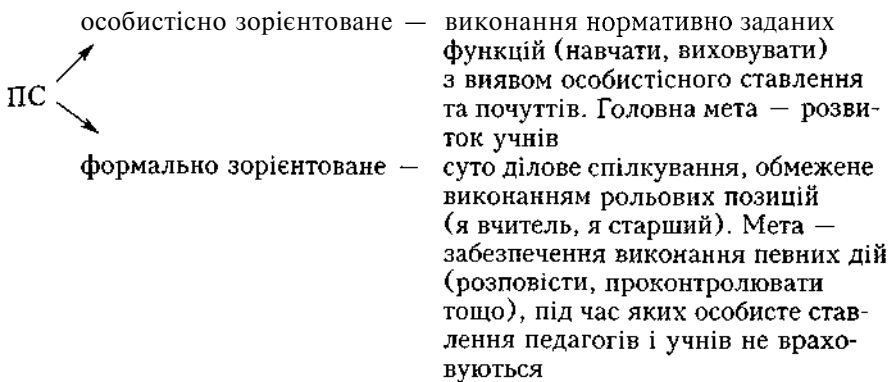 особистісно зорієнтоване — виконання нормативно заданих
функцій (навчати, виховувати)
з виявом особистісного ставлення
та почуттів. Головна мета — розви-
ток учнів
ПС
формально зорієнтоване — суто ділове спілкування, обмежене
виконанням рольових позицій
(я вчитель, я старший). Мета —
забезпечення виконання певних дій
(розповісти, проконтролювати
тощо), під час яких особисте став-
лення педагогів і учнів не врахо-
вуються